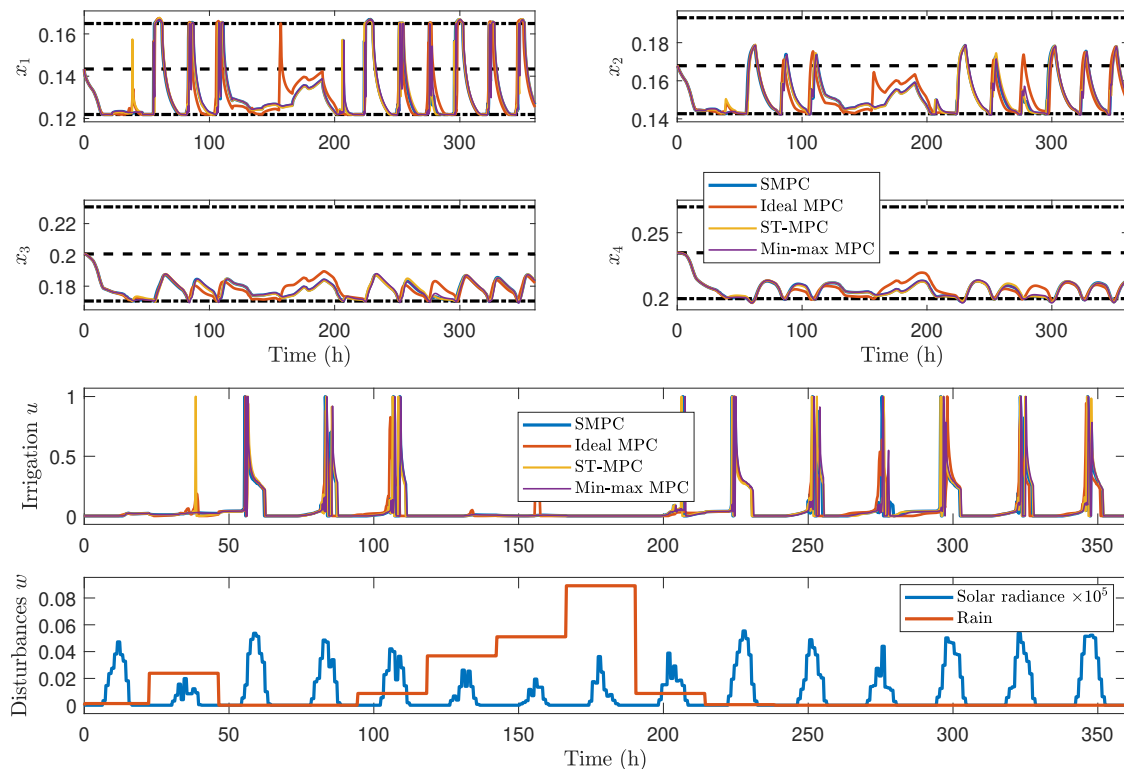 0.16
0.14
0.12
x1
0 100 200 300
0.18
0.16
0.14
x2
0 100 200 300
0.22
0.2
0.18
x3
0 100 200 300
Time (h)
SMPC
Ideal MPC
ST-MPC
Min-max MPC
0.25
0.2
x4
0 100 200 300
Time (h)
1
0.5
0
Irrigation u
SMPC
Ideal MPC
ST-MPC
Min-max MPC
0 50 100 150 200 250 300 350
0.08
0.06
0.04
0.02
0
Disturbances w
Solar radiance ×10⁵
Rain
0 50 100 150 200 250 300 350
Time (h)